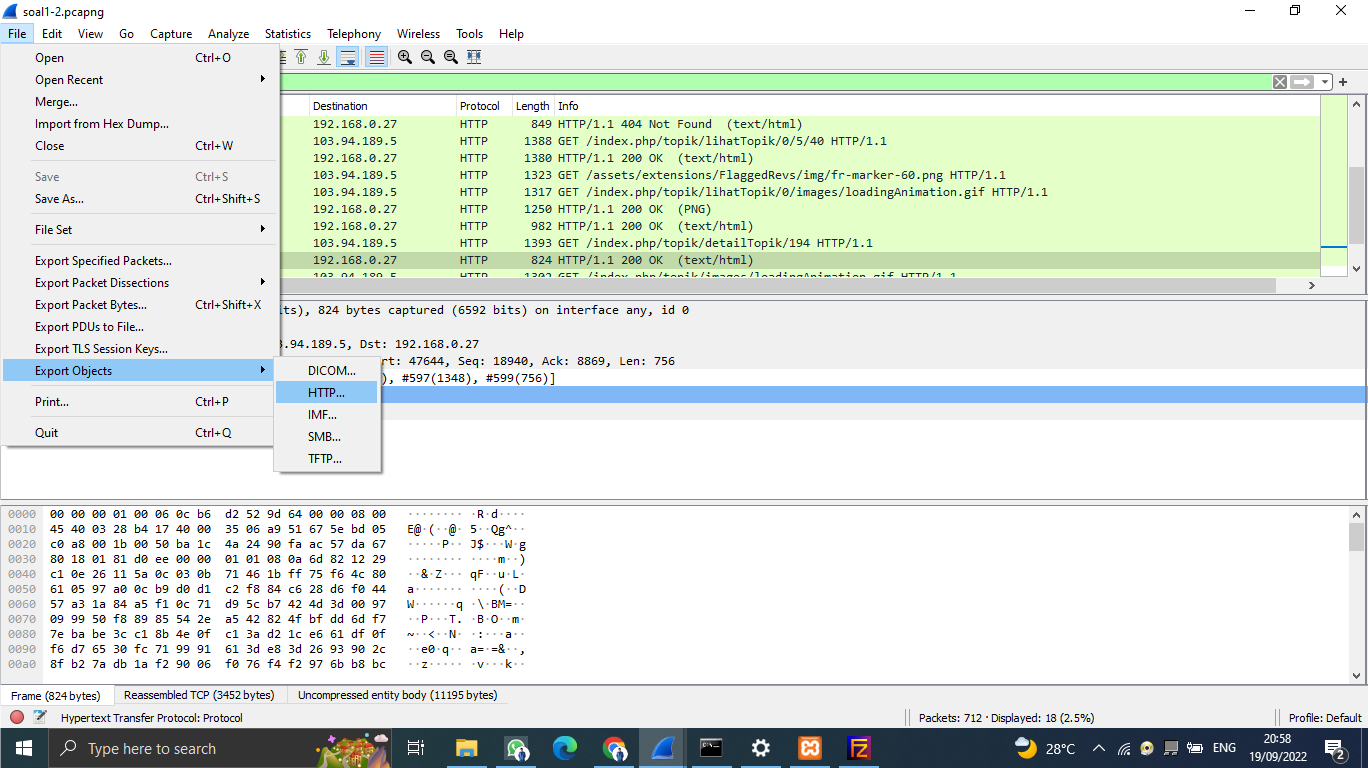 soal1-2.pcapng
File Edit View Go Capture Analyze Statistics Telephony Wireless Tools Help
Open Ctrl+O
Open Recent
Merge...
Import from Hex Dump...
Close Ctrl+W
Save Ctrl+S
Save As... Ctrl+Shift+S
File Set
Export Specified Packets...
Export Packet Dissections
Export Packet Bytes... Ctrl+Shift+X
Export PDUs to File...
Export TLS Session Keys...
Export Objects
Print... Ctrl+P
Quit Ctrl+Q
DICOM...
HTTP...
IMF...
SMB...
TFTP...
Destination Protocol Length Info
192.168.0.27 HTTP 849 HTTP/1.1 404 Not Found (text/html)
103.94.189.5 HTTP 1388 GET /index.php/topik/lihatTopik/0/5/40 HTTP/1.1
192.168.0.27 HTTP 1380 HTTP/1.1 200 OK (text/html)
103.94.189.5 HTTP 1323 GET /assets/extensions/FlaggedRevs/img/fr-marker-60.png HTTP/1.1
103.94.189.5 HTTP 1317 GET /index.php/topik/lihatTopik/0/images/loadingAnimation.gif HTTP/1.1
192.168.0.27 HTTP 1250 HTTP/1.1 200 OK (PNG)
192.168.0.27 HTTP 982 HTTP/1.1 200 OK (text/html)
103.94.189.5 HTTP 1393 GET /index.php/topik/detailTopik/194 HTTP/1.1
192.168.0.27 HTTP 824 HTTP/1.1 200 OK (text/html)
103.94.189.5 HTTP 1302 GET /index.php/topik/images/loadingAnimation.gif HTTP/1.1
its), 824 bytes captured (6592 bits) on interface any, id 0
3.94.189.5, Dst: 192.168.0.27
rt: 47644, Seq: 18940, Ack: 8869, Len: 756
), #597(1348), #599(756)]
0000 00 00 00 01 00 06 0c b6 d2 52 9d 64 00 00 08 00 ········ ·R·d····
0010 45 40 03 28 b4 17 40 00 35 06 a9 51 67 5e bd 05 E@·(··@· 5··Qg^··
0020 c0 a8 00 1b 00 50 ba 1c 4a 24 90 fa ac 57 da 67 ·····P·· J$···W·g
0030 80 18 01 81 d0 ee 00 00 01 01 08 0a 6d 82 12 29 ········ ····m··)
0040 c1 0e 26 11 5a 0c 03 0b 71 46 1b ff 75 f6 4c 80 ··&·Z··· qF··u·L·
0050 61 05 97 a0 0c b9 d0 d1 c2 f8 84 c6 28 d6 f0 44 a······· ····(··D
0060 57 a3 1a 84 a5 f1 0c 71 d9 5c b7 42 4d 3d 00 97 W······q ·\·BM=··
0070 09 99 50 f8 89 85 54 2e a5 42 82 4f bf dd 6d f7 ··P···T. ·B·O··m·
0080 7e ba be 3c c1 8b 4e 0f c1 3a d2 1c e6 61 df 0f ~··<··N· ·:···a··
0090 f6 d7 65 30 fc 71 99 91 61 3d e8 3d 26 93 90 2c ··e0·q·· a=·=&··,
00a0 8f b2 7a db 1a f2 90 06 f0 76 f4 f2 97 6b b8 bc ··z····· ·v···k··
Frame (824 bytes) Reassembled TCP (3452 bytes) Uncompressed entity body (11195 bytes)
Hypertext Transfer Protocol: Protocol Packets: 712 · Displayed: 18 (2.5%) Profile: Default
Type here to search 28°C ENG 20:58
19/09/2022
2